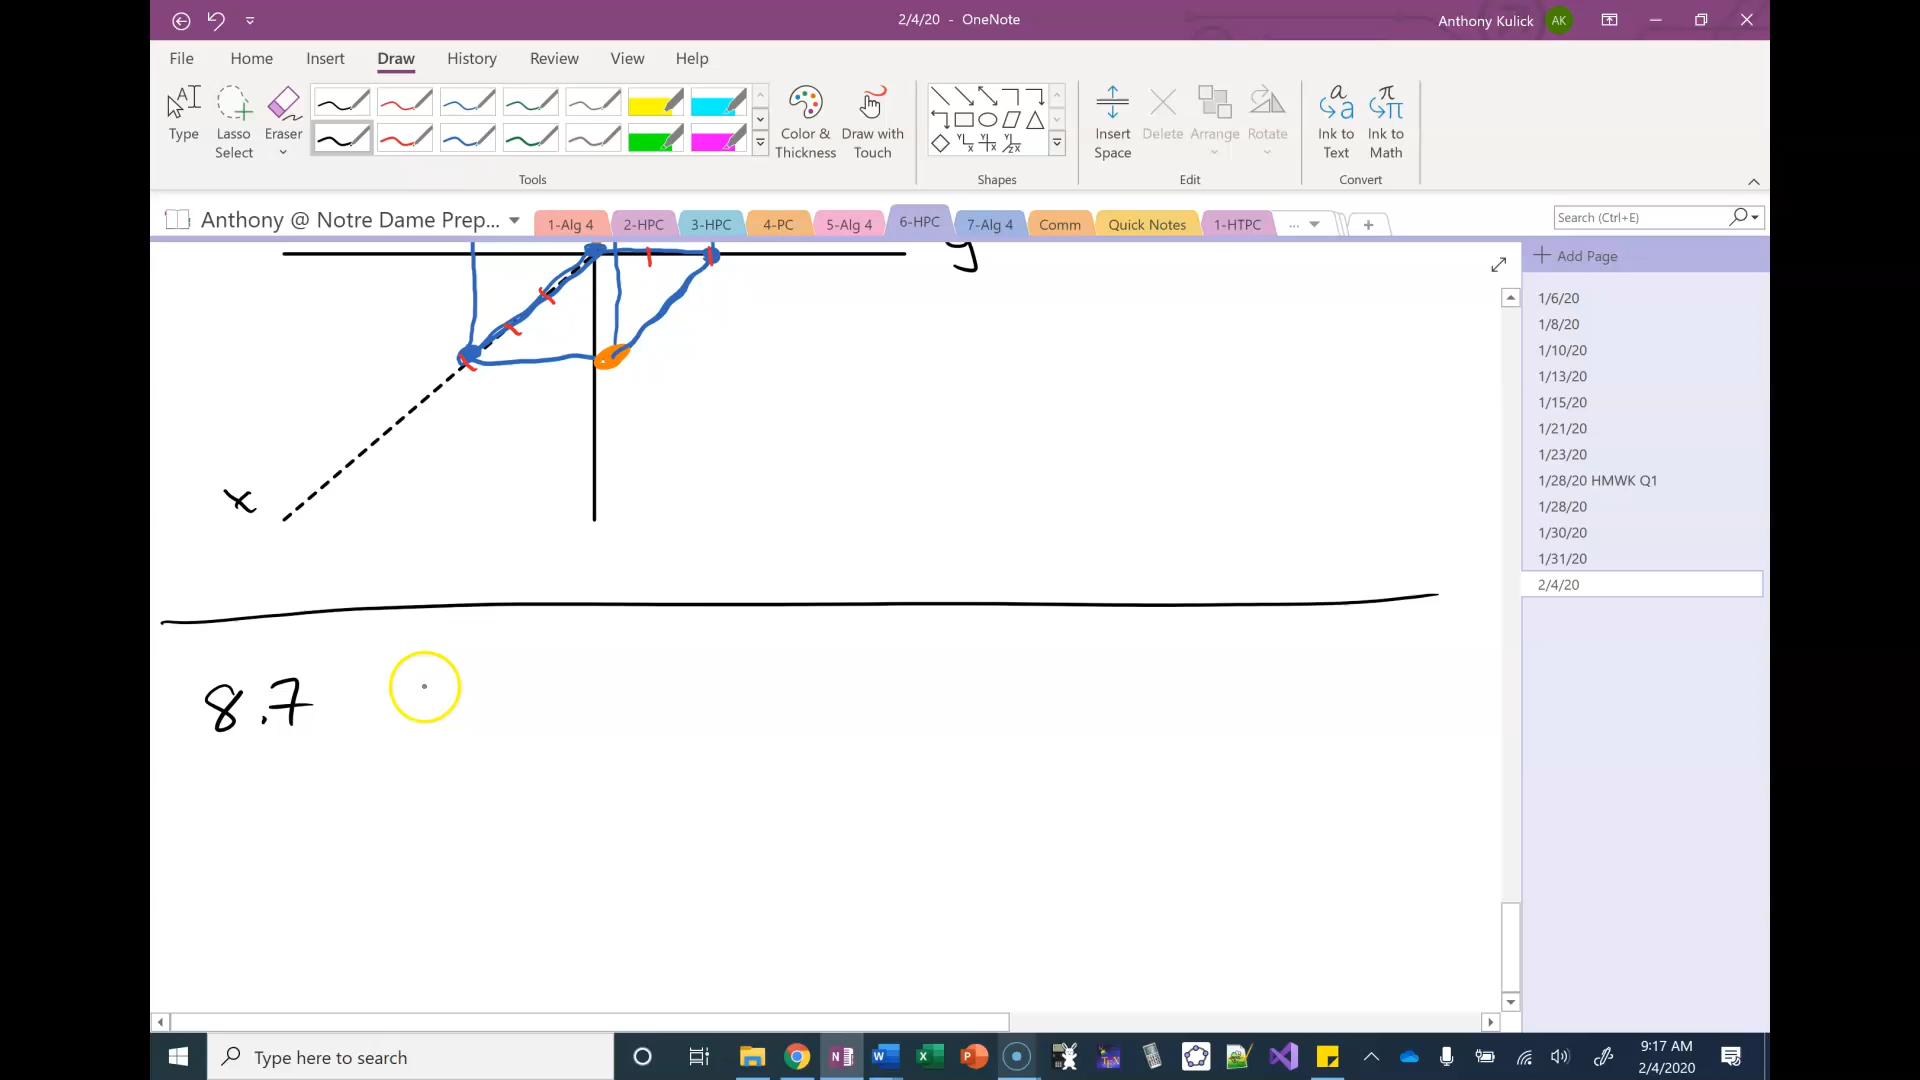 2/4/20 - OneNote
Anthony Kulick AK
File Home Insert Draw History Review View Help
Type
Lasso Select
Eraser
Color & Thickness
Draw with Touch
Insert Space
Delete
Arrange
Rotate
Ink to Text
Ink to Math
Tools Shapes Edit Convert
Anthony @ Notre Dame Prep...
1-Alg 4 2-HPC 3-HPC 4-PC 5-Alg 4 6-HPC 7-Alg 4 Comm Quick Notes 1-HTPC ...
Search (Ctrl+E)
Add Page
1/6/20
1/8/20
1/10/20
1/13/20
1/15/20
1/21/20
1/23/20
1/28/20 HMWK Q1
1/28/20
1/30/20
1/31/20
2/4/20
y
x
8.7
Type here to search
9:17 AM
2/4/2020